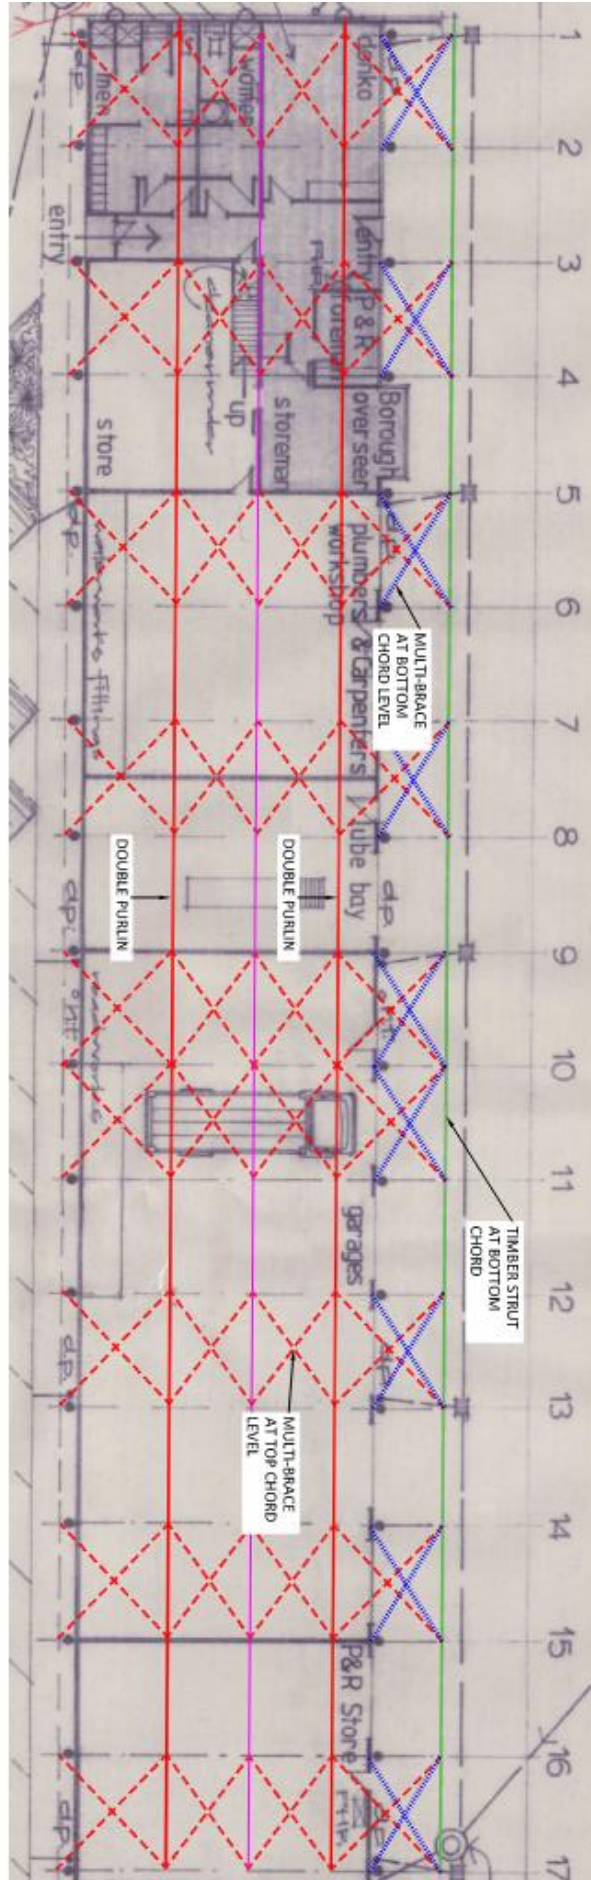 1
2
3
4
5
6
7
8
9
10
11
12
13
14
15
16
17
men
women
dp
entry
entry P&R
foreman
up
storeman
store
Borough
overseer
dp.
plumbers & Carpenters
workshop
MULTI-BRACE
AT BOTTOM
CHORD LEVEL
lube bay
dp.
DOUBLE PURLIN
DOUBLE PURLIN
dp.
TIMBER STRUT
AT BOTTOM
CHORD
garages
MULTI-BRACE
AT TOP CHORD
LEVEL
dp.
dp.
P&R Store
dp.